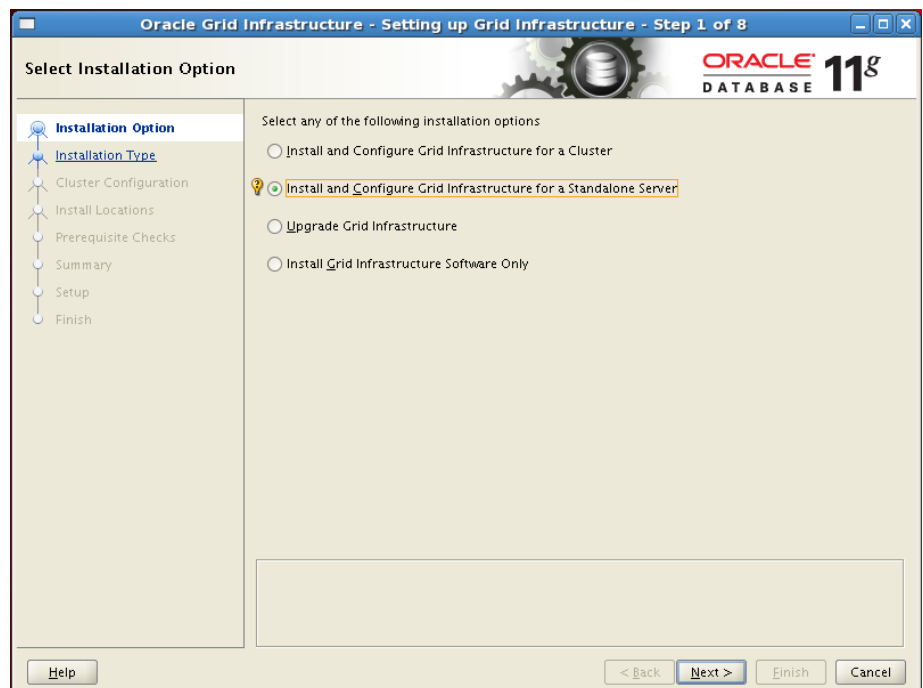 Oracle Grid Infrastructure - Setting up Grid Infrastructure - Step 1 of 8
Select Installation Option
ORACLE
DATABASE
11g
Installation Option
Installation Type
Cluster Configuration
Install Locations
Prerequisite Checks
Summary
Setup
Finish
Select any of the following installation options
Install and Configure Grid Infrastructure for a Cluster
Install and Configure Grid Infrastructure for a Standalone Server
Upgrade Grid Infrastructure
Install Grid Infrastructure Software Only
Help
< Back
Next >
Finish
Cancel